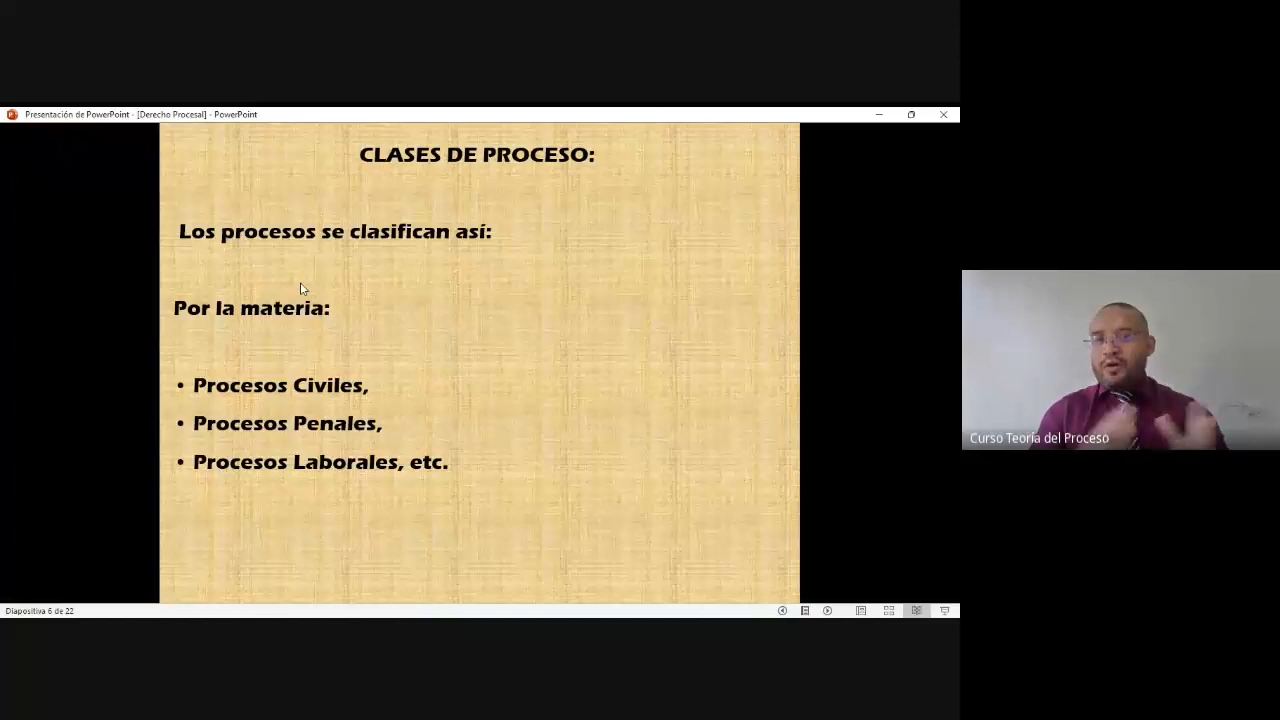 Presentación de PowerPoint - [Derecho Procesal] - PowerPoint
CLASES DE PROCESO:
Los procesos se clasifican así:
Por la materia:
• Procesos Civiles,
• Procesos Penales,
• Procesos Laborales, etc.
Curso Teoría del Proceso
Diapositiva 6 de 22